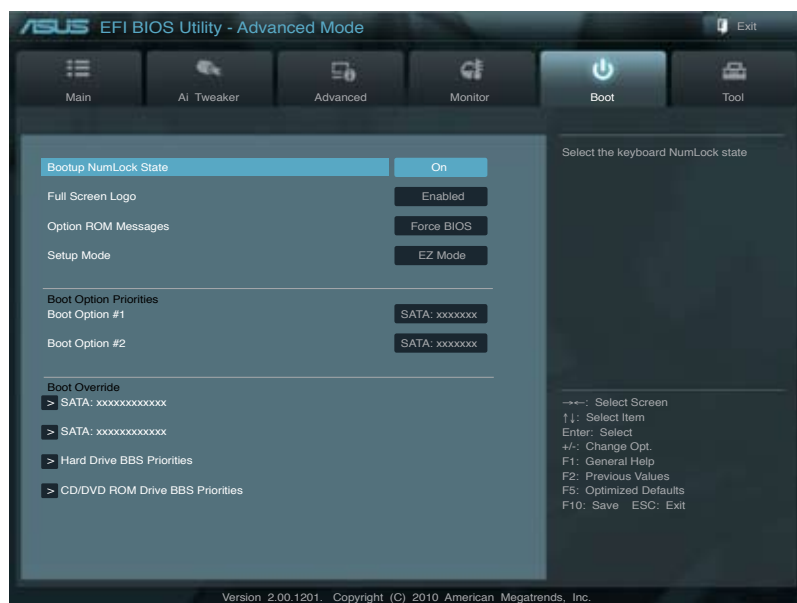 ASUS EFI BIOS Utility - Advanced Mode
Exit
Main Ai Tweaker Advanced Monitor Boot Tool
Bootup NumLock State On
Full Screen Logo Enabled
Option ROM Messages Force BIOS
Setup Mode EZ Mode
Boot Option Priorities
Boot Option #1 SATA: xxxxxxx
Boot Option #2 SATA: xxxxxxx
Boot Override
> SATA: xxxxxxxxxxxx
> SATA: xxxxxxxxxxxx
> Hard Drive BBS Priorities
> CD/DVD ROM Drive BBS Priorities
Select the keyboard NumLock state
→←: Select Screen
↑↓: Select Item
Enter: Select
+/-: Change Opt.
F1: General Help
F2: Previous Values
F5: Optimized Defaults
F10: Save ESC: Exit
Version 2.00.1201. Copyright (C) 2010 American Megatrends, Inc.